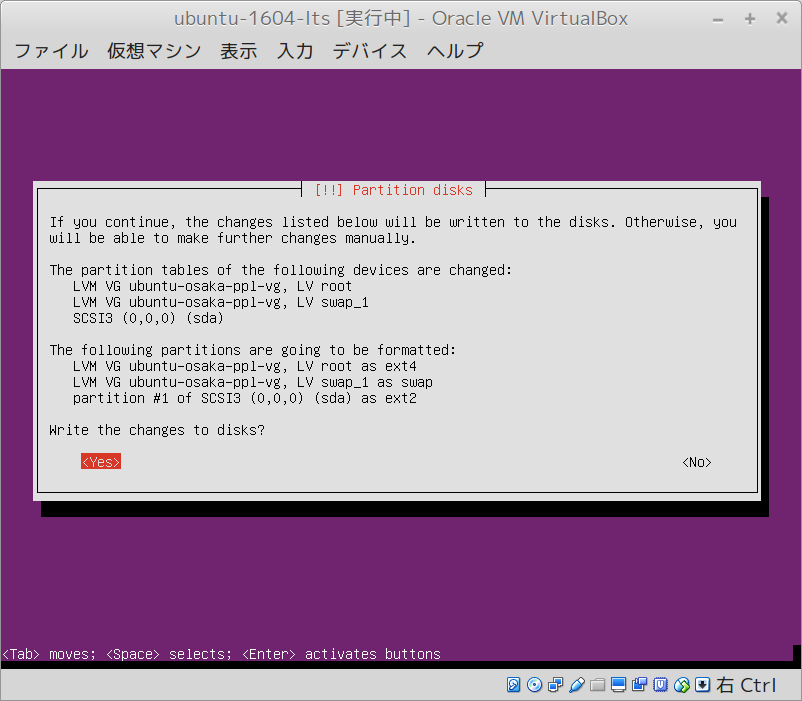 ubuntu-1604-lts [実行中] - Oracle VM VirtualBox
ファイル 仮想マシン 表示 入力 デバイス ヘルプ
[!!] Partition disks
If you continue, the changes listed below will be written to the disks. Otherwise, you
will be able to make further changes manually.
The partition tables of the following devices are changed:
LVM VG ubuntu-osaka-ppl-vg, LV root
LVM VG ubuntu-osaka-ppl-vg, LV swap_1
SCSI3 (0,0,0) (sda)
The following partitions are going to be formatted:
LVM VG ubuntu-osaka-ppl-vg, LV root as ext4
LVM VG ubuntu-osaka-ppl-vg, LV swap_1 as swap
partition #1 of SCSI3 (0,0,0) (sda) as ext2
Write the changes to disks?
<Yes> <No>
<Tab> moves; <Space> selects; <Enter> activates buttons
右 Ctrl